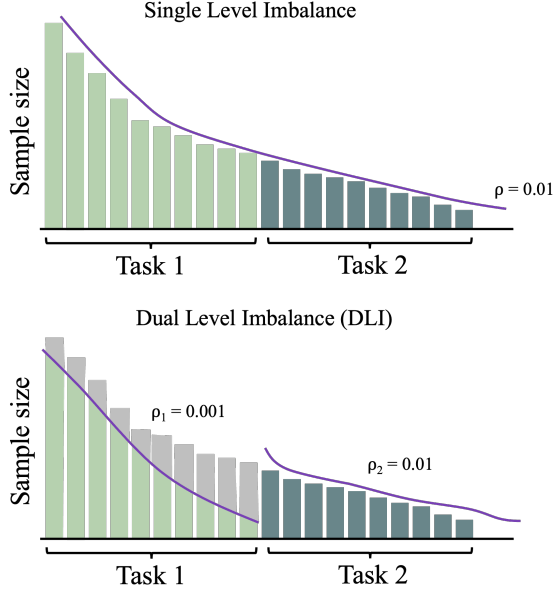 Single Level Imbalance
Sample size
ρ = 0.01
Task 1
Task 2
Dual Level Imbalance (DLI)
Sample size
ρ₁ = 0.001
ρ₂ = 0.01
Task 1
Task 2